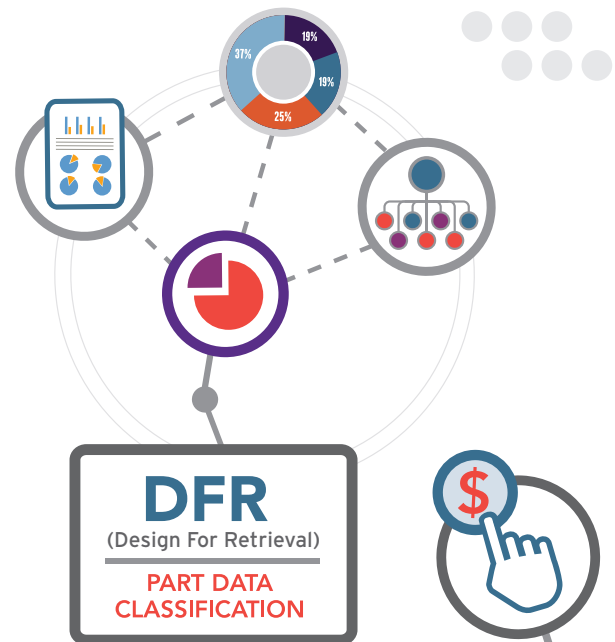 19%
37%
19%
25%
$
DFR
(Design For Retrieval)
PART DATA
CLASSIFICATION